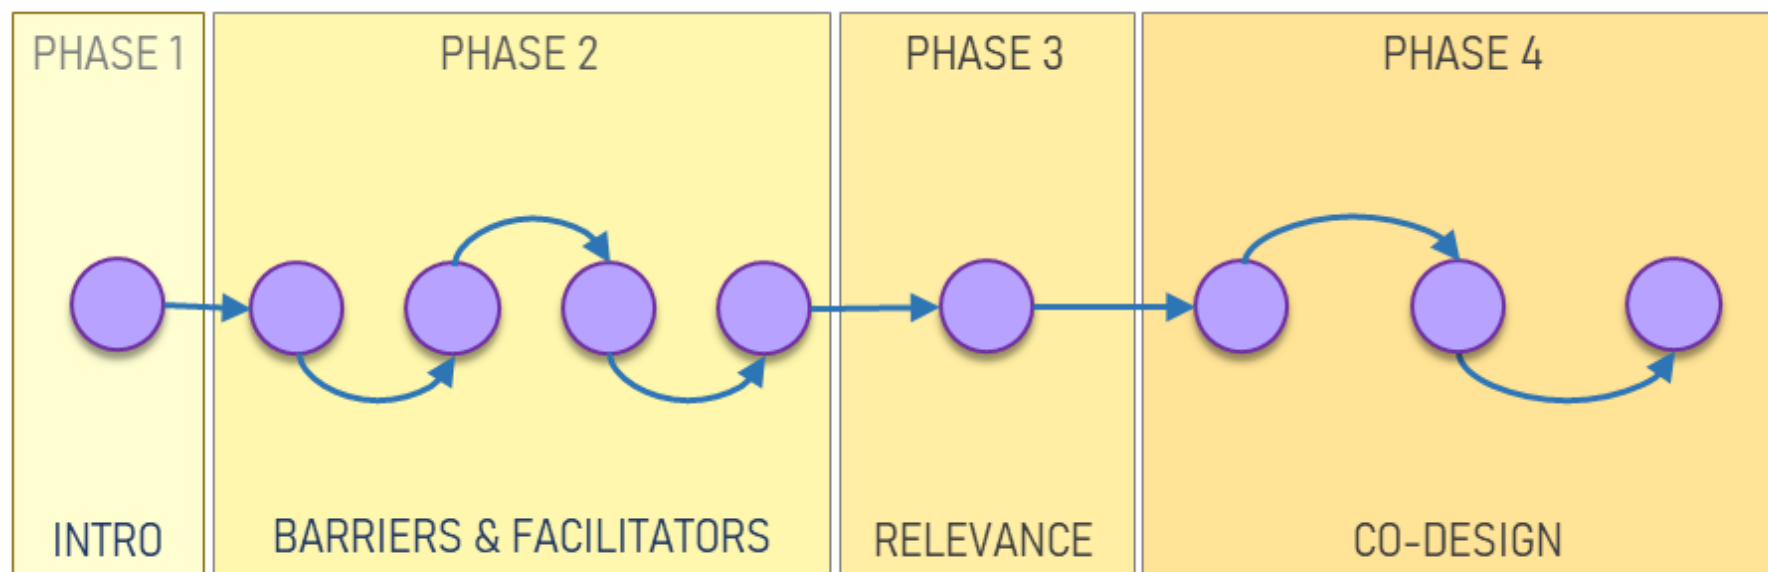 PHASE 1
PHASE 2
PHASE 3
PHASE 4
INTRO
BARRIERS & FACILITATORS
RELEVANCE
CO-DESIGN